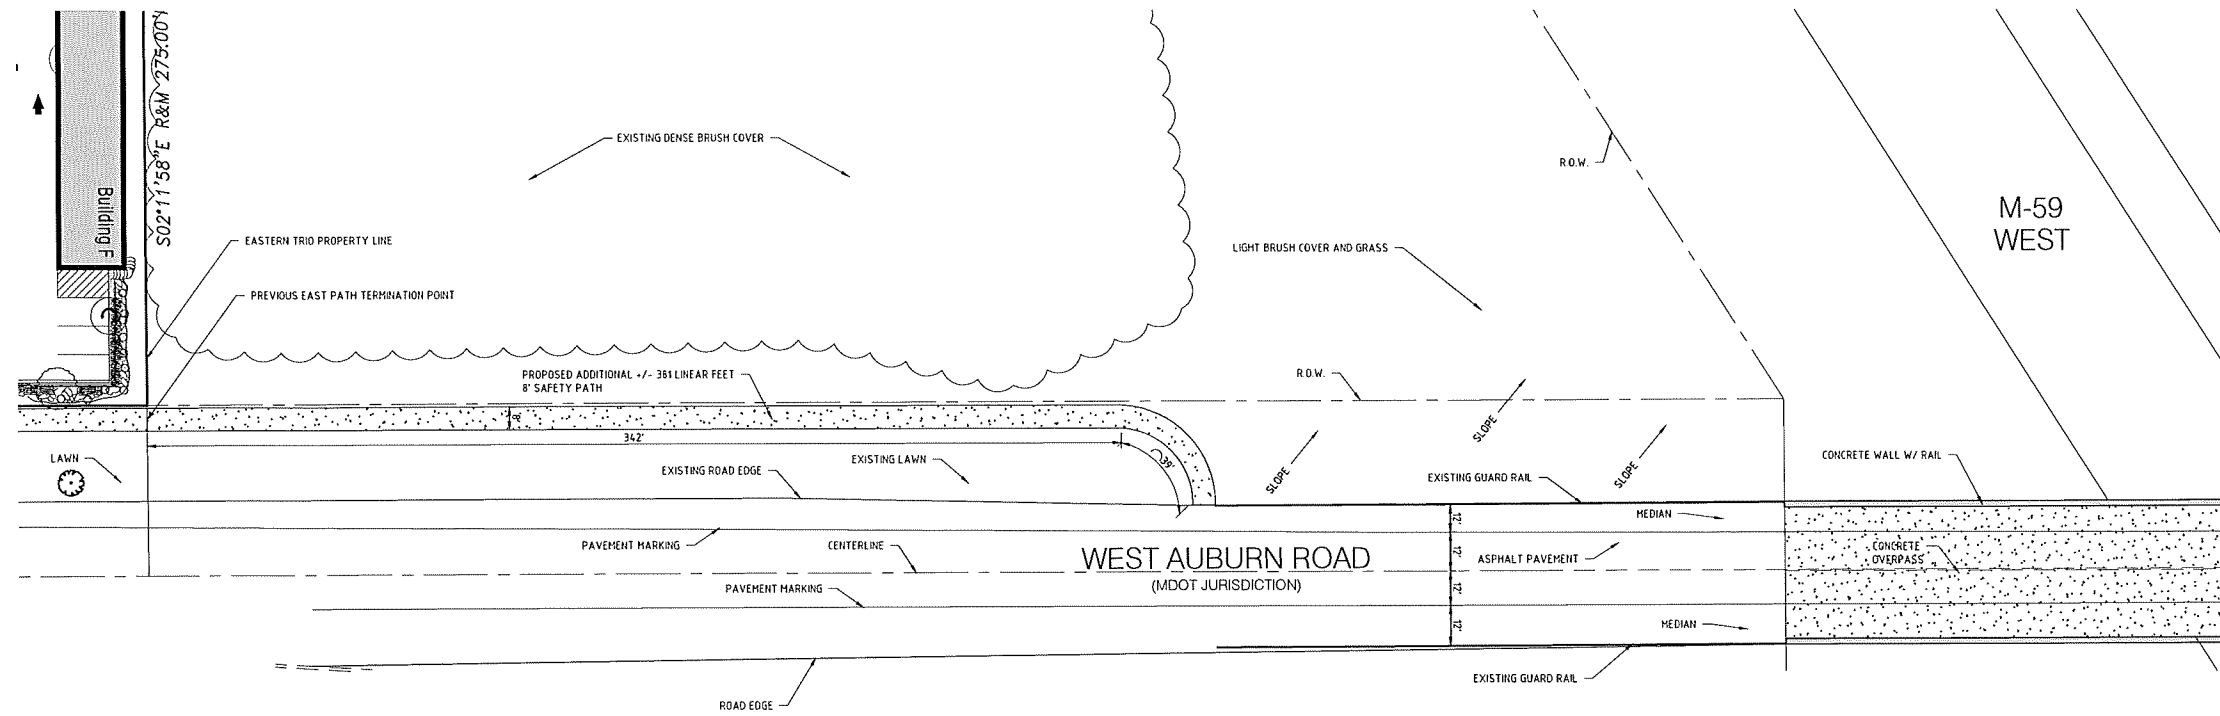 S02°11'58"E R&M 275.00'
Building F
EXISTING DENSE BRUSH COVER
R.O.W.
M-59
WEST
EASTERN TRIO PROPERTY LINE
LIGHT BRUSH COVER AND GRASS
PREVIOUS EAST PATH TERMINATION POINT
PROPOSED ADDITIONAL +/- 381 LINEAR FEET
8' SAFETY PATH
R.O.W.
8'
342'
39'
LAWN
EXISTING LAWN
EXISTING ROAD EDGE
SLOPE
SLOPE
SLOPE
CONCRETE WALL W/ RAIL
EXISTING GUARD RAIL
MEDIAN
12'
12'
12'
12'
PAVEMENT MARKING
CENTERLINE
WEST AUBURN ROAD
(MDOT JURISDICTION)
ASPHALT PAVEMENT
CONCRETE
OVERPASS
PAVEMENT MARKING
MEDIAN
EXISTING GUARD RAIL
ROAD EDGE